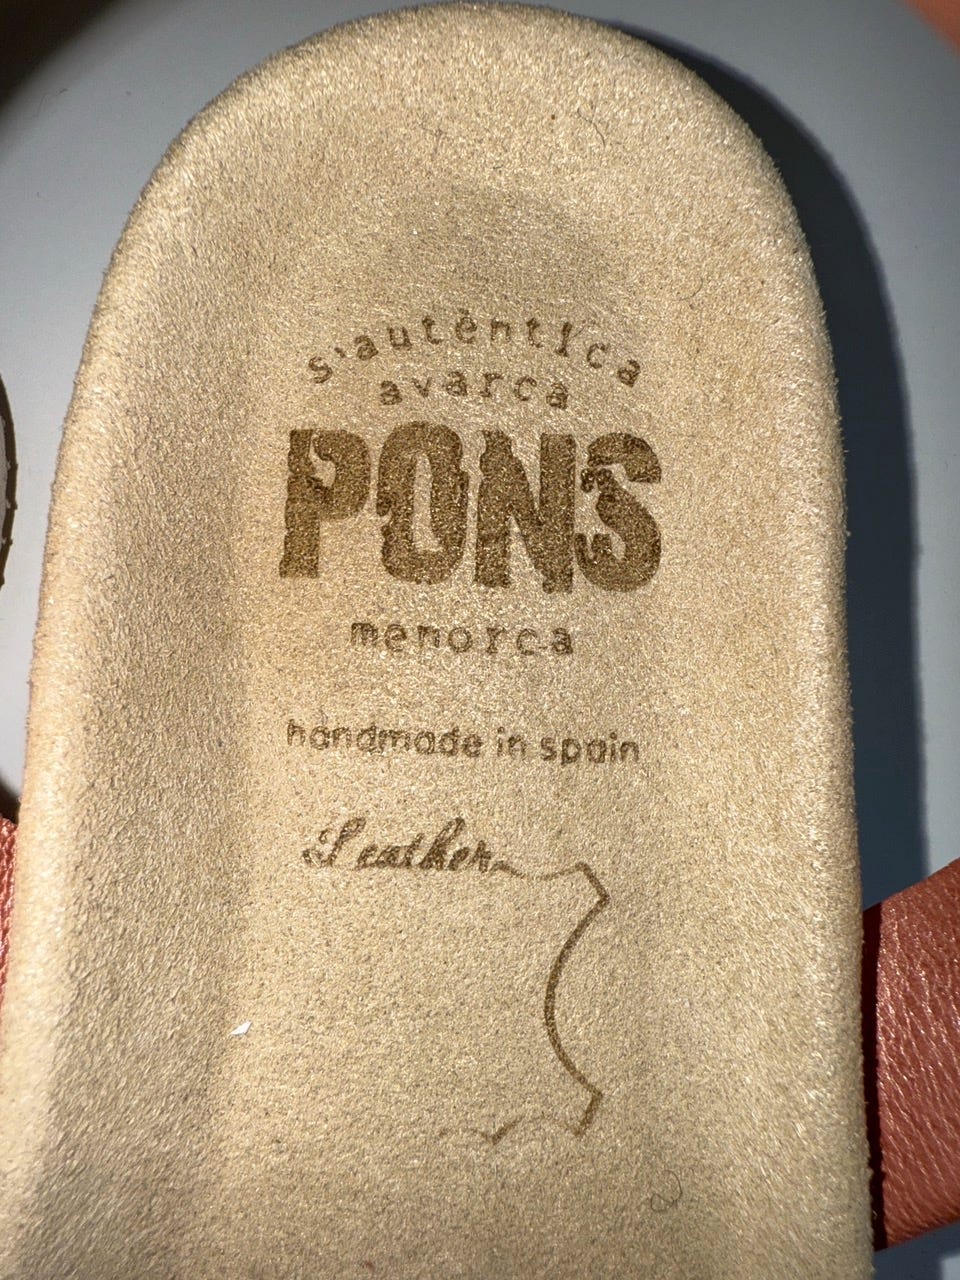 s'autèntica
avarca
PONS
menorca
handmade in spain
Leather